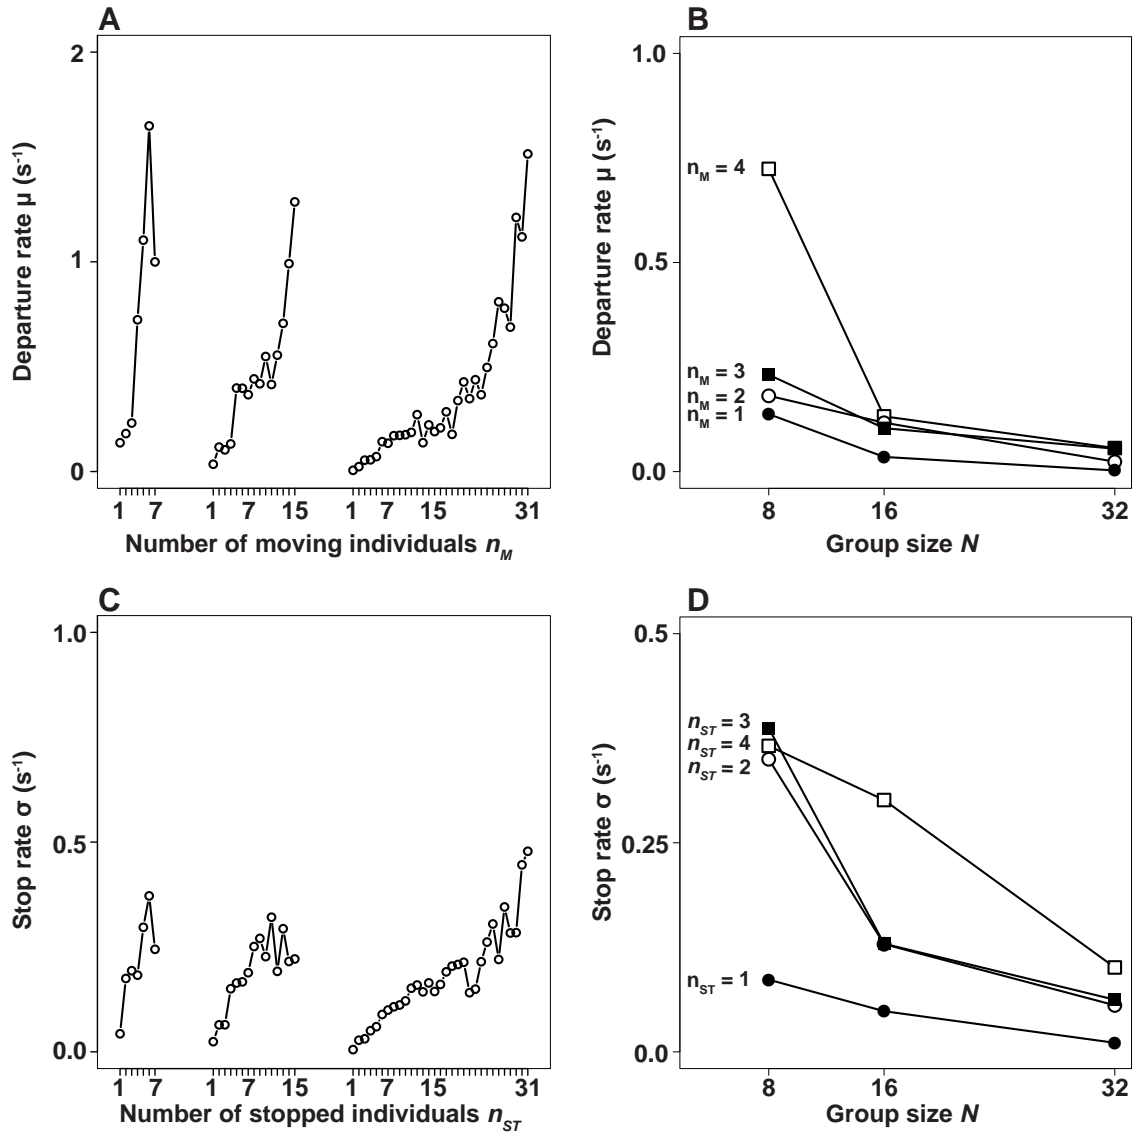 A
Departure rate μ (s-1)
2
1
0
1 7 1 7 15 1 7 15 31
Number of moving individuals nM
B
Departure rate μ (s-1)
1.0
0.5
0.0
nM = 4
nM = 3
nM = 2
nM = 1
8 16 32
Group size N
C
Stop rate σ (s-1)
1.0
0.5
0.0
1 7 1 7 15 1 7 15 31
Number of stopped individuals nST
D
Stop rate σ (s-1)
0.5
0.25
0.0
nST = 3
nST = 4
nST = 2
nST = 1
8 16 32
Group size N